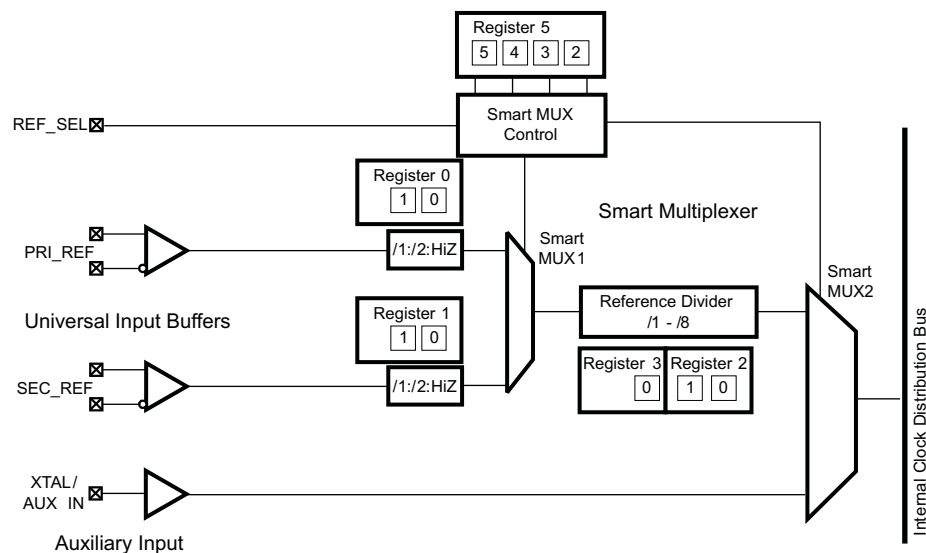 Register 5
5 4 3 2
REF_SEL
Smart MUX
Control
Register 0
1 0
Smart Multiplexer
PRI_REF
/1:/2:HiZ
Smart
MUX1
Smart
MUX2
Universal Input Buffers
Register 1
1 0
Reference Divider
/1 - /8
Register 3
0
Register 2
1 0
SEC_REF
/1:/2:HiZ
XTAL/
AUX IN
Auxiliary Input
Internal Clock Distribution Bus